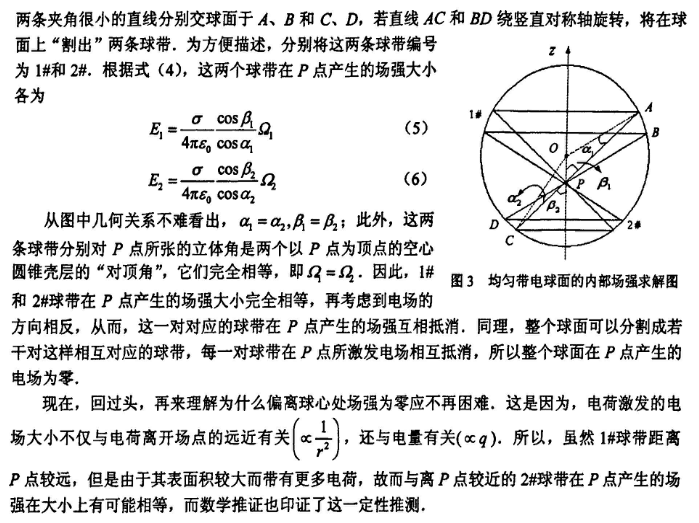 两条夹角很小的直线分别交球面于 A、B 和 C、D，若直线 AC 和 BD 绕竖直对称轴旋转，将在球
面上“割出”两条球带．为方便描述，分别将这两条球带编号
为 1#和 2#．根据式（4），这两个球带在 P 点产生的场强大小
各为
E₁ = σ/(4πε₀) cosβ₁/cosα₁ Ω₁ （5）
E₂ = σ/(4πε₀) cosβ₂/cosα₂ Ω₂ （6）
从图中几何关系不难看出，α₁=α₂,β₁=β₂；此外，这两
条球带分别对 P 点所张的立体角是两个以 P 点为顶点的空心
圆锥壳层的“对顶角”，它们完全相等，即Ω₁=Ω₂．因此，1#
和 2#球带在 P 点产生的场强大小完全相等，再考虑到电场的
z
1#
A
B
O
α₁
P
β₁
α₂
β₂
D
C
2#
图 3 均匀带电球面的内部场强求解图
方向相反，从而，这一对对应的球带在 P 点产生的场强互相抵消．同理，整个球面可以分割成若
干对这样相互对应的球带，每一对球带在 P 点所激发电场相互抵消，所以整个球面在 P 点产生的
电场为零．
现在，回过头，再来理解为什么偏离球心处场强为零应不再困难．这是因为，电荷激发的电
场大小不仅与电荷离开场点的远近有关(∝1/r²)，还与电量有关(∝q)．所以，虽然 1#球带距离
P 点较远，但是由于其表面积较大而带有更多电荷，故而与离 P 点较近的 2#球带在 P 点产生的场
强在大小上有可能相等，而数学推证也印证了这一定性推测．